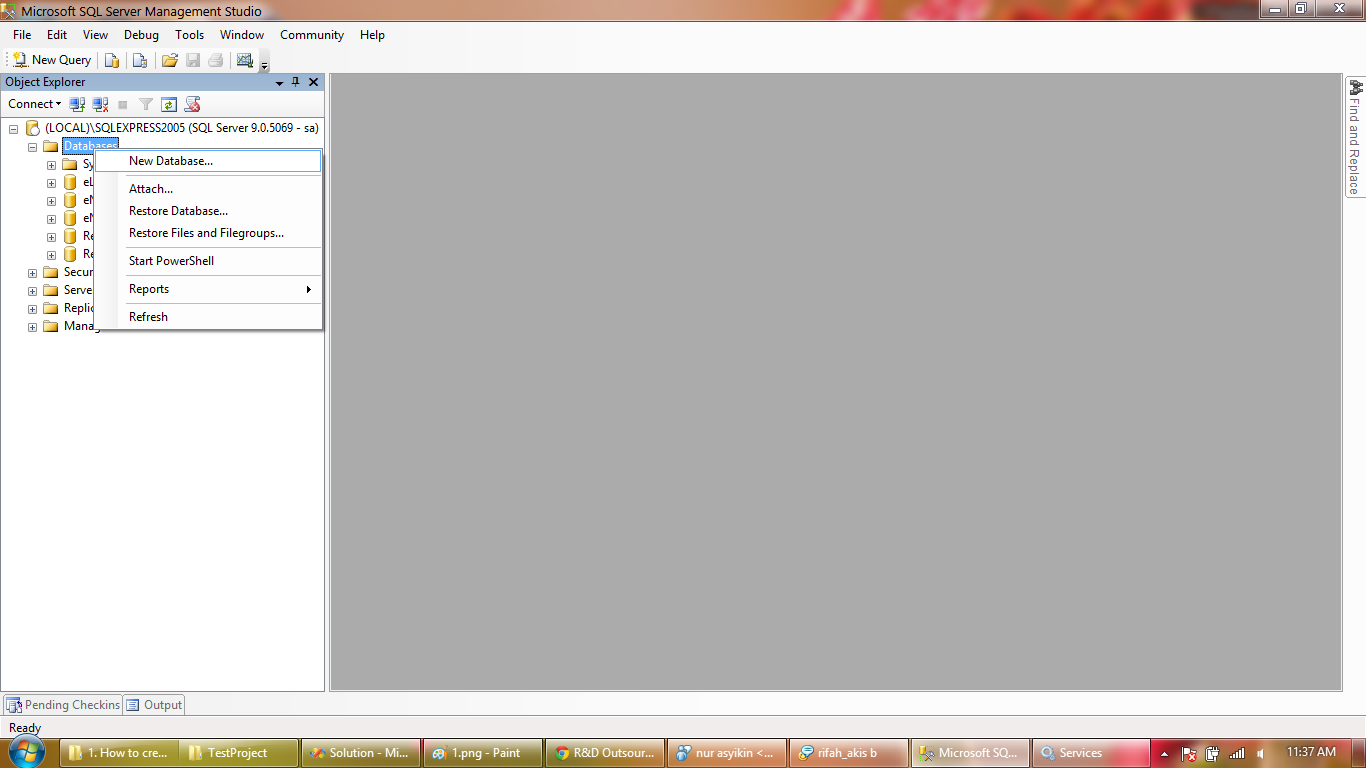 Microsoft SQL Server Management Studio
File Edit View Debug Tools Window Community Help
New Query
Object Explorer
Connect
(LOCAL)\SQLEXPRESS2005 (SQL Server 9.0.5069 - sa)
Databases
New Database...
Attach...
Restore Database...
Restore Files and Filegroups...
Start PowerShell
Reports
Refresh
Sy
eL
Re
Re
Secur
Serve
Replic
Manag
Find and Replace
Pending Checkins Output
Ready
1. How to cre... TestProject Solution - Mi... 1.png - Paint R&D Outsour... nur asyikin <... rifah_akis b Microsoft SQ... Services 11:37 AM